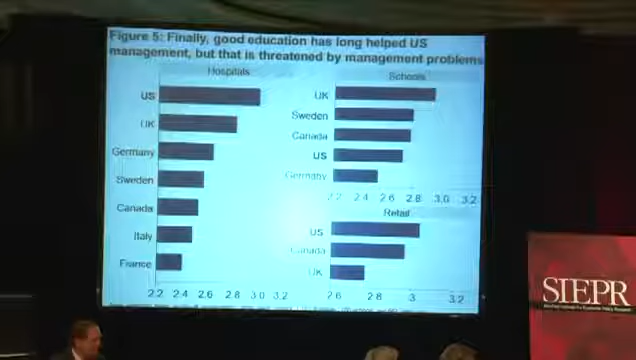 Figure 5: Finally, good education has long helped US
management, but that is threatened by management problems
Hospitals
US
UK
Germany
Sweden
Canada
Italy
France
2.2 2.4 2.6 2.8 3.0 3.2
Schools
UK
Sweden
Canada
US
Germany
2.2 2.4 2.6 2.8 3.0 3.2
Retail
US
Canada
UK
2.6 2.8 3 3.2
SIEPR